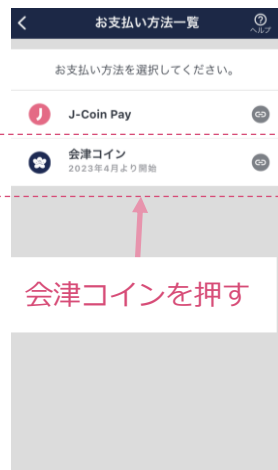 お支払い方法一覧
ヘルプ
お支払い方法を選択してください。
J-Coin Pay
会津コイン
2023年4月より開始
会津コインを押す